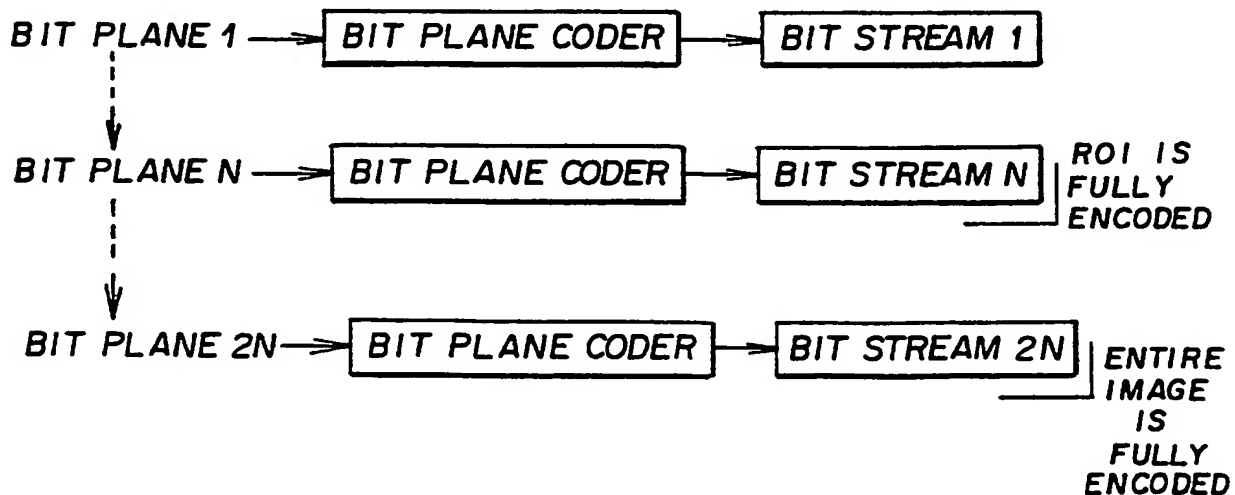 BIT PLANE 1
BIT PLANE CODER
BIT STREAM 1
BIT PLANE N
BIT PLANE CODER
BIT STREAM N
ROI IS
FULLY
ENCODED
BIT PLANE 2N
BIT PLANE CODER
BIT STREAM 2N
ENTIRE
IMAGE
IS
FULLY
ENCODED